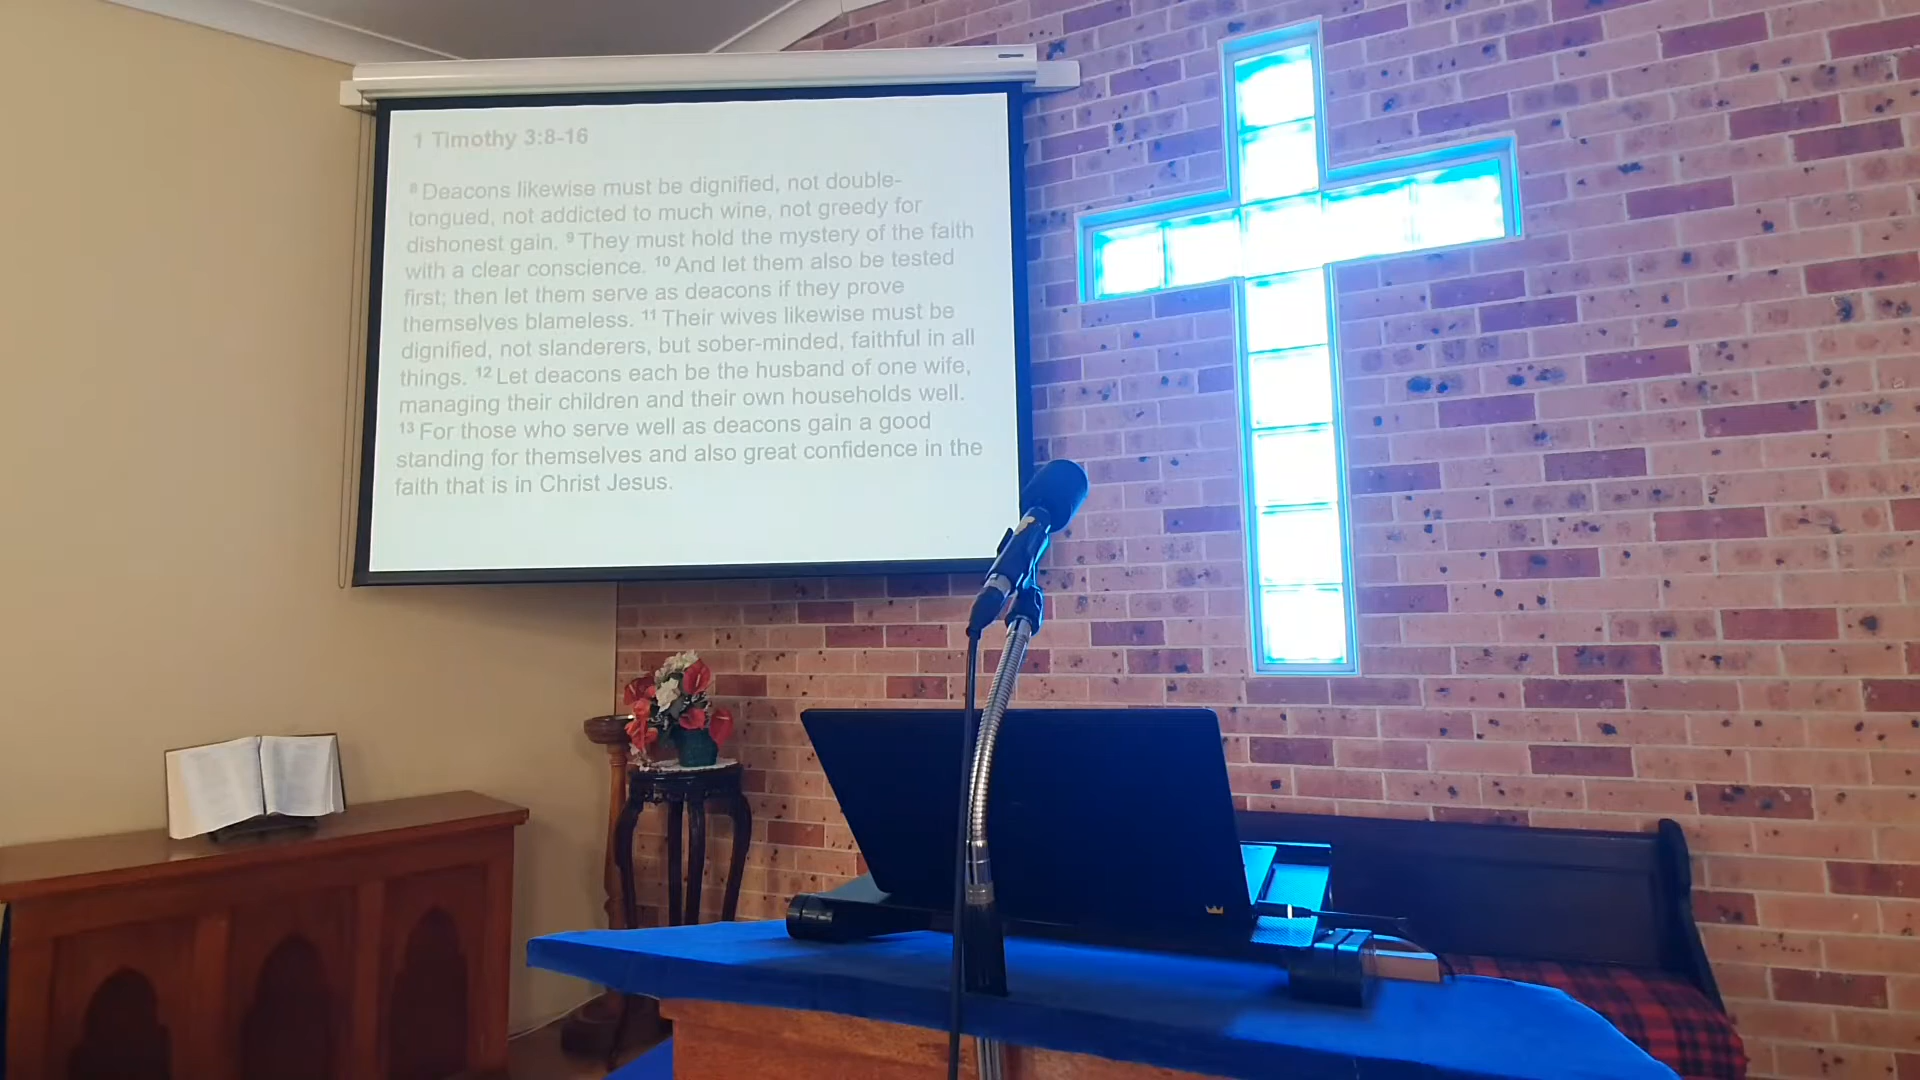 1 Timothy 3:8-16
8 Deacons likewise must be dignified, not double-
tongued, not addicted to much wine, not greedy for
dishonest gain. 9 They must hold the mystery of the faith
with a clear conscience. 10 And let them also be tested
first; then let them serve as deacons if they prove
themselves blameless. 11 Their wives likewise must be
dignified, not slanderers, but sober-minded, faithful in all
things. 12 Let deacons each be the husband of one wife,
managing their children and their own households well.
13 For those who serve well as deacons gain a good
standing for themselves and also great confidence in the
faith that is in Christ Jesus.